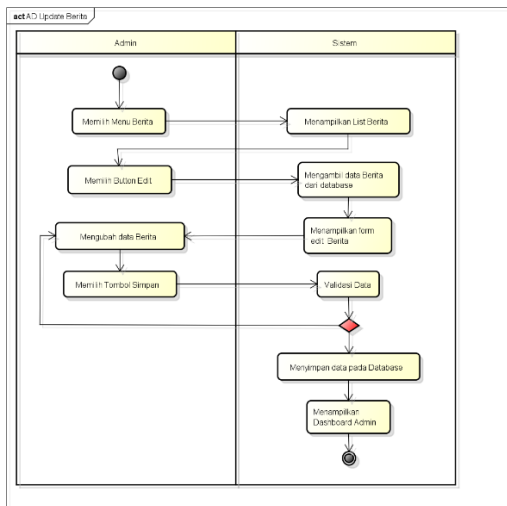 act AD Update Berita
Admin
Sistem
Memilih Menu Berita
Menampilkan List Berita
Memilih Button Edit
Mengambil data Berita
dari database
Mengubah data Berita
Menampilkan form
edit Berita
Memilih Tombol Simpan
Validasi Data
Menyimpan data pada Database
Menampilkan
Dashboard Admin